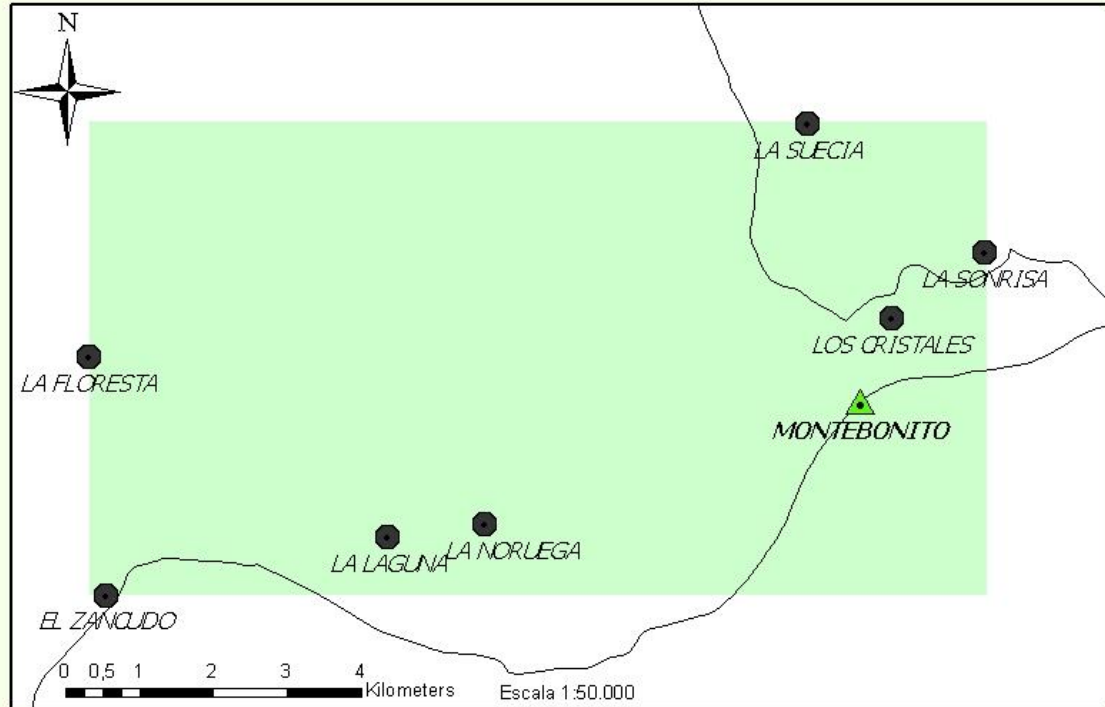 N
LA SUECIA
LA SONRISA
LOS CRISTALES
LA FLORESTA
MONTEBONITO
LA NORUEGA
LA LAGUNA
EL ZANCUDO
0 0,5 1 2 3 4
Kilometers
Escala 1:50.000